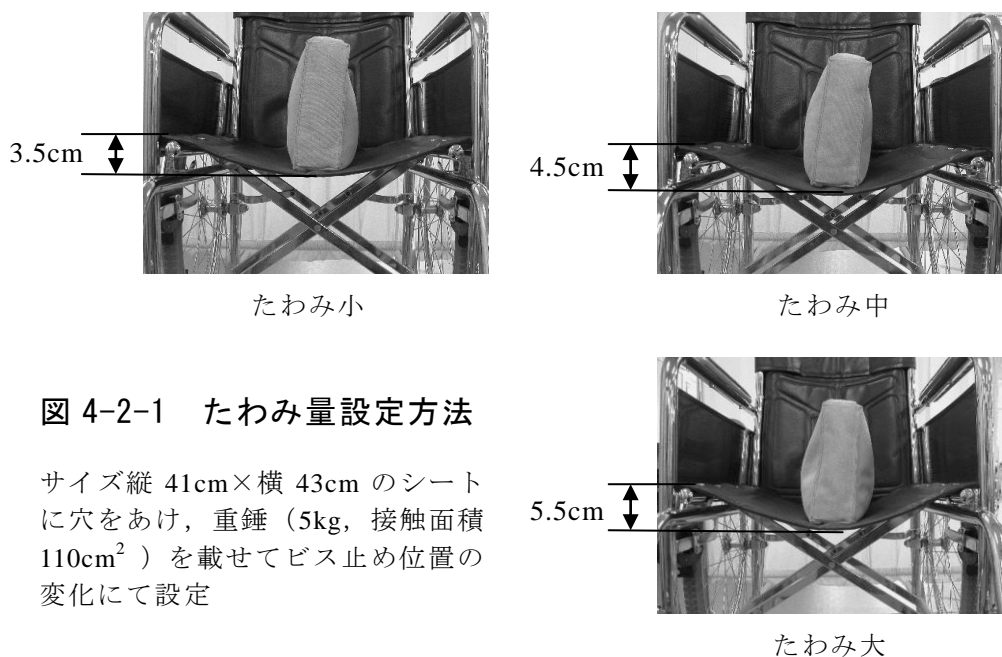 3.5cm
たわみ小
4.5cm
たわみ中
図 4-2-1　たわみ量設定方法
サイズ縦 41cm×横 43cm のシート
に穴をあけ，重錘（5kg，接触面積
110cm² ）を載せてビス止め位置の
変化にて設定
5.5cm
たわみ大